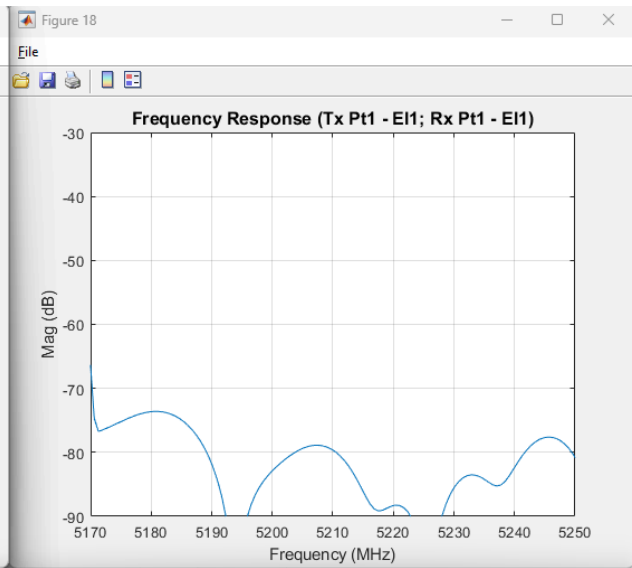 Figure 18
File
Frequency Response (Tx Pt1 - El1; Rx Pt1 - El1)
-30
-40
-50
-60
-70
-80
-90
Mag (dB)
5170 5180 5190 5200 5210 5220 5230 5240 5250
Frequency (MHz)